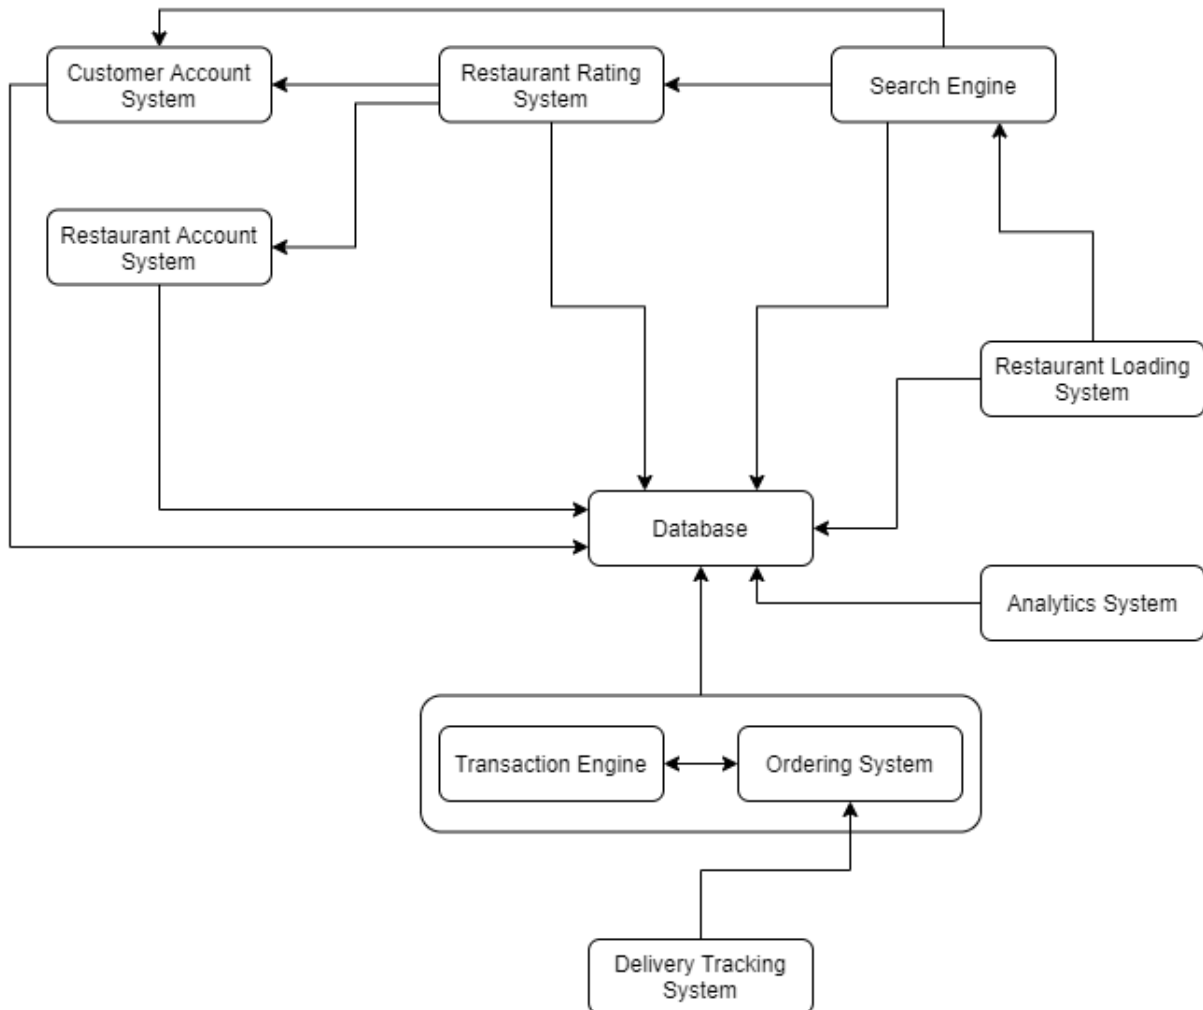 Customer Account
System
Restaurant Rating
System
Search Engine
Restaurant Account
System
Restaurant Loading
System
Database
Analytics System
Transaction Engine
Ordering System
Delivery Tracking
System